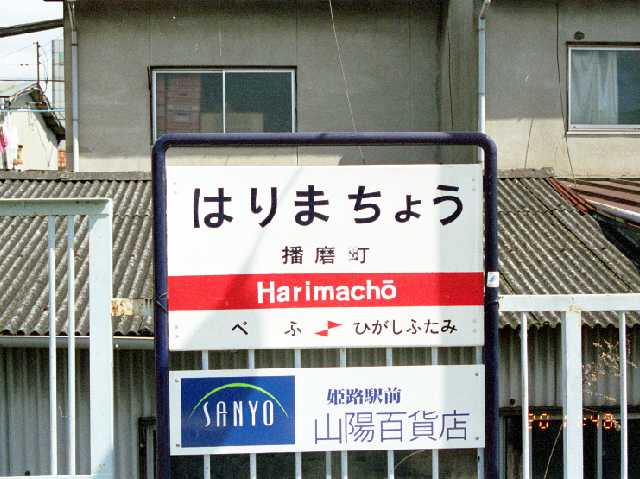 はりまちょう
播磨町
Harimachō
べふ ひがしふたみ
SANYO
姫路駅前
山陽百貨店